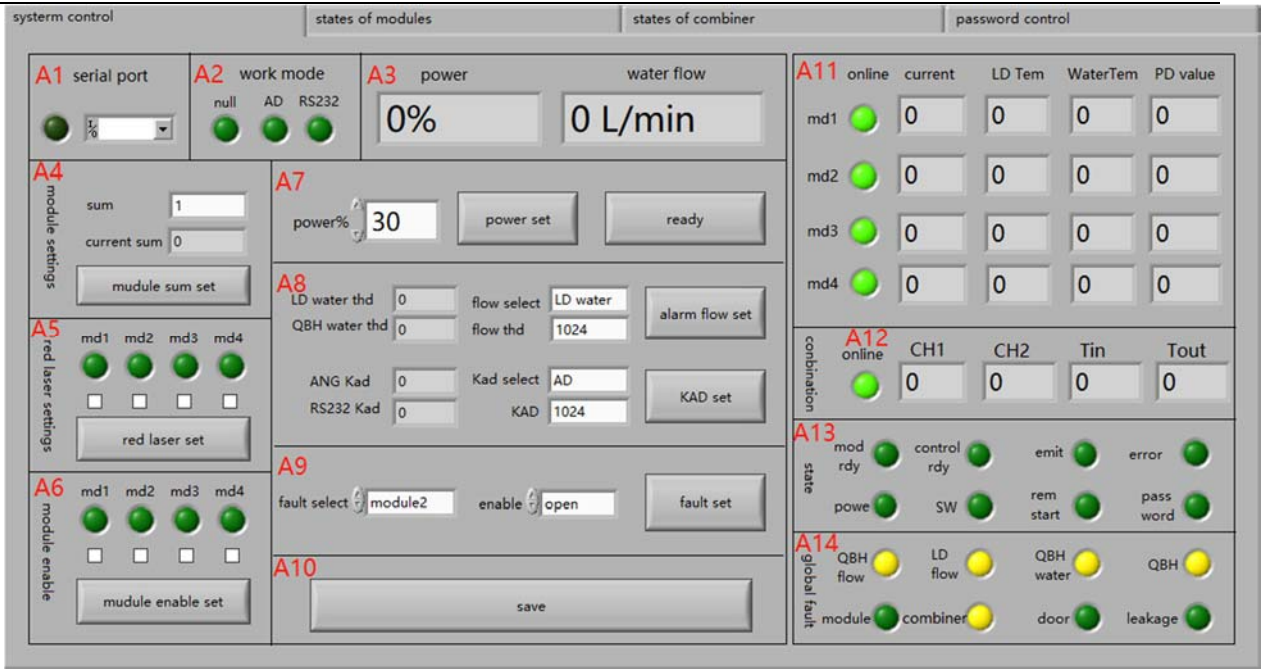 systerm control
states of modules
states of combiner
password control
A1 serial port
I/O
A2 work mode
null AD RS232
A3 power water flow
0% 0 L/min
A4
module settings
sum 1
current sum 0
mudule sum set
A5
red laser settings
md1 md2 md3 md4
red laser set
A6
module enable
md1 md2 md3 md4
mudule enable set
A7
power% 30 power set ready
A8
LD water thd 0 flow select LD water
QBH water thd 0 flow thd 1024
alarm flow set
ANG Kad 0 Kad select AD
RS232 Kad 0 KAD 1024
KAD set
A9
fault select module2 enable open fault set
A10
save
A11 online current LD Tem WaterTem PD value
md1 0 0 0 0
md2 0 0 0 0
md3 0 0 0 0
md4 0 0 0 0
A12
conbination
online CH1 CH2 Tin Tout
0 0 0 0
A13
state
mod rdy control rdy emit error
powe SW rem start pass word
A14
global fault
QBH flow LD flow QBH water QBH
module combiner door leakage